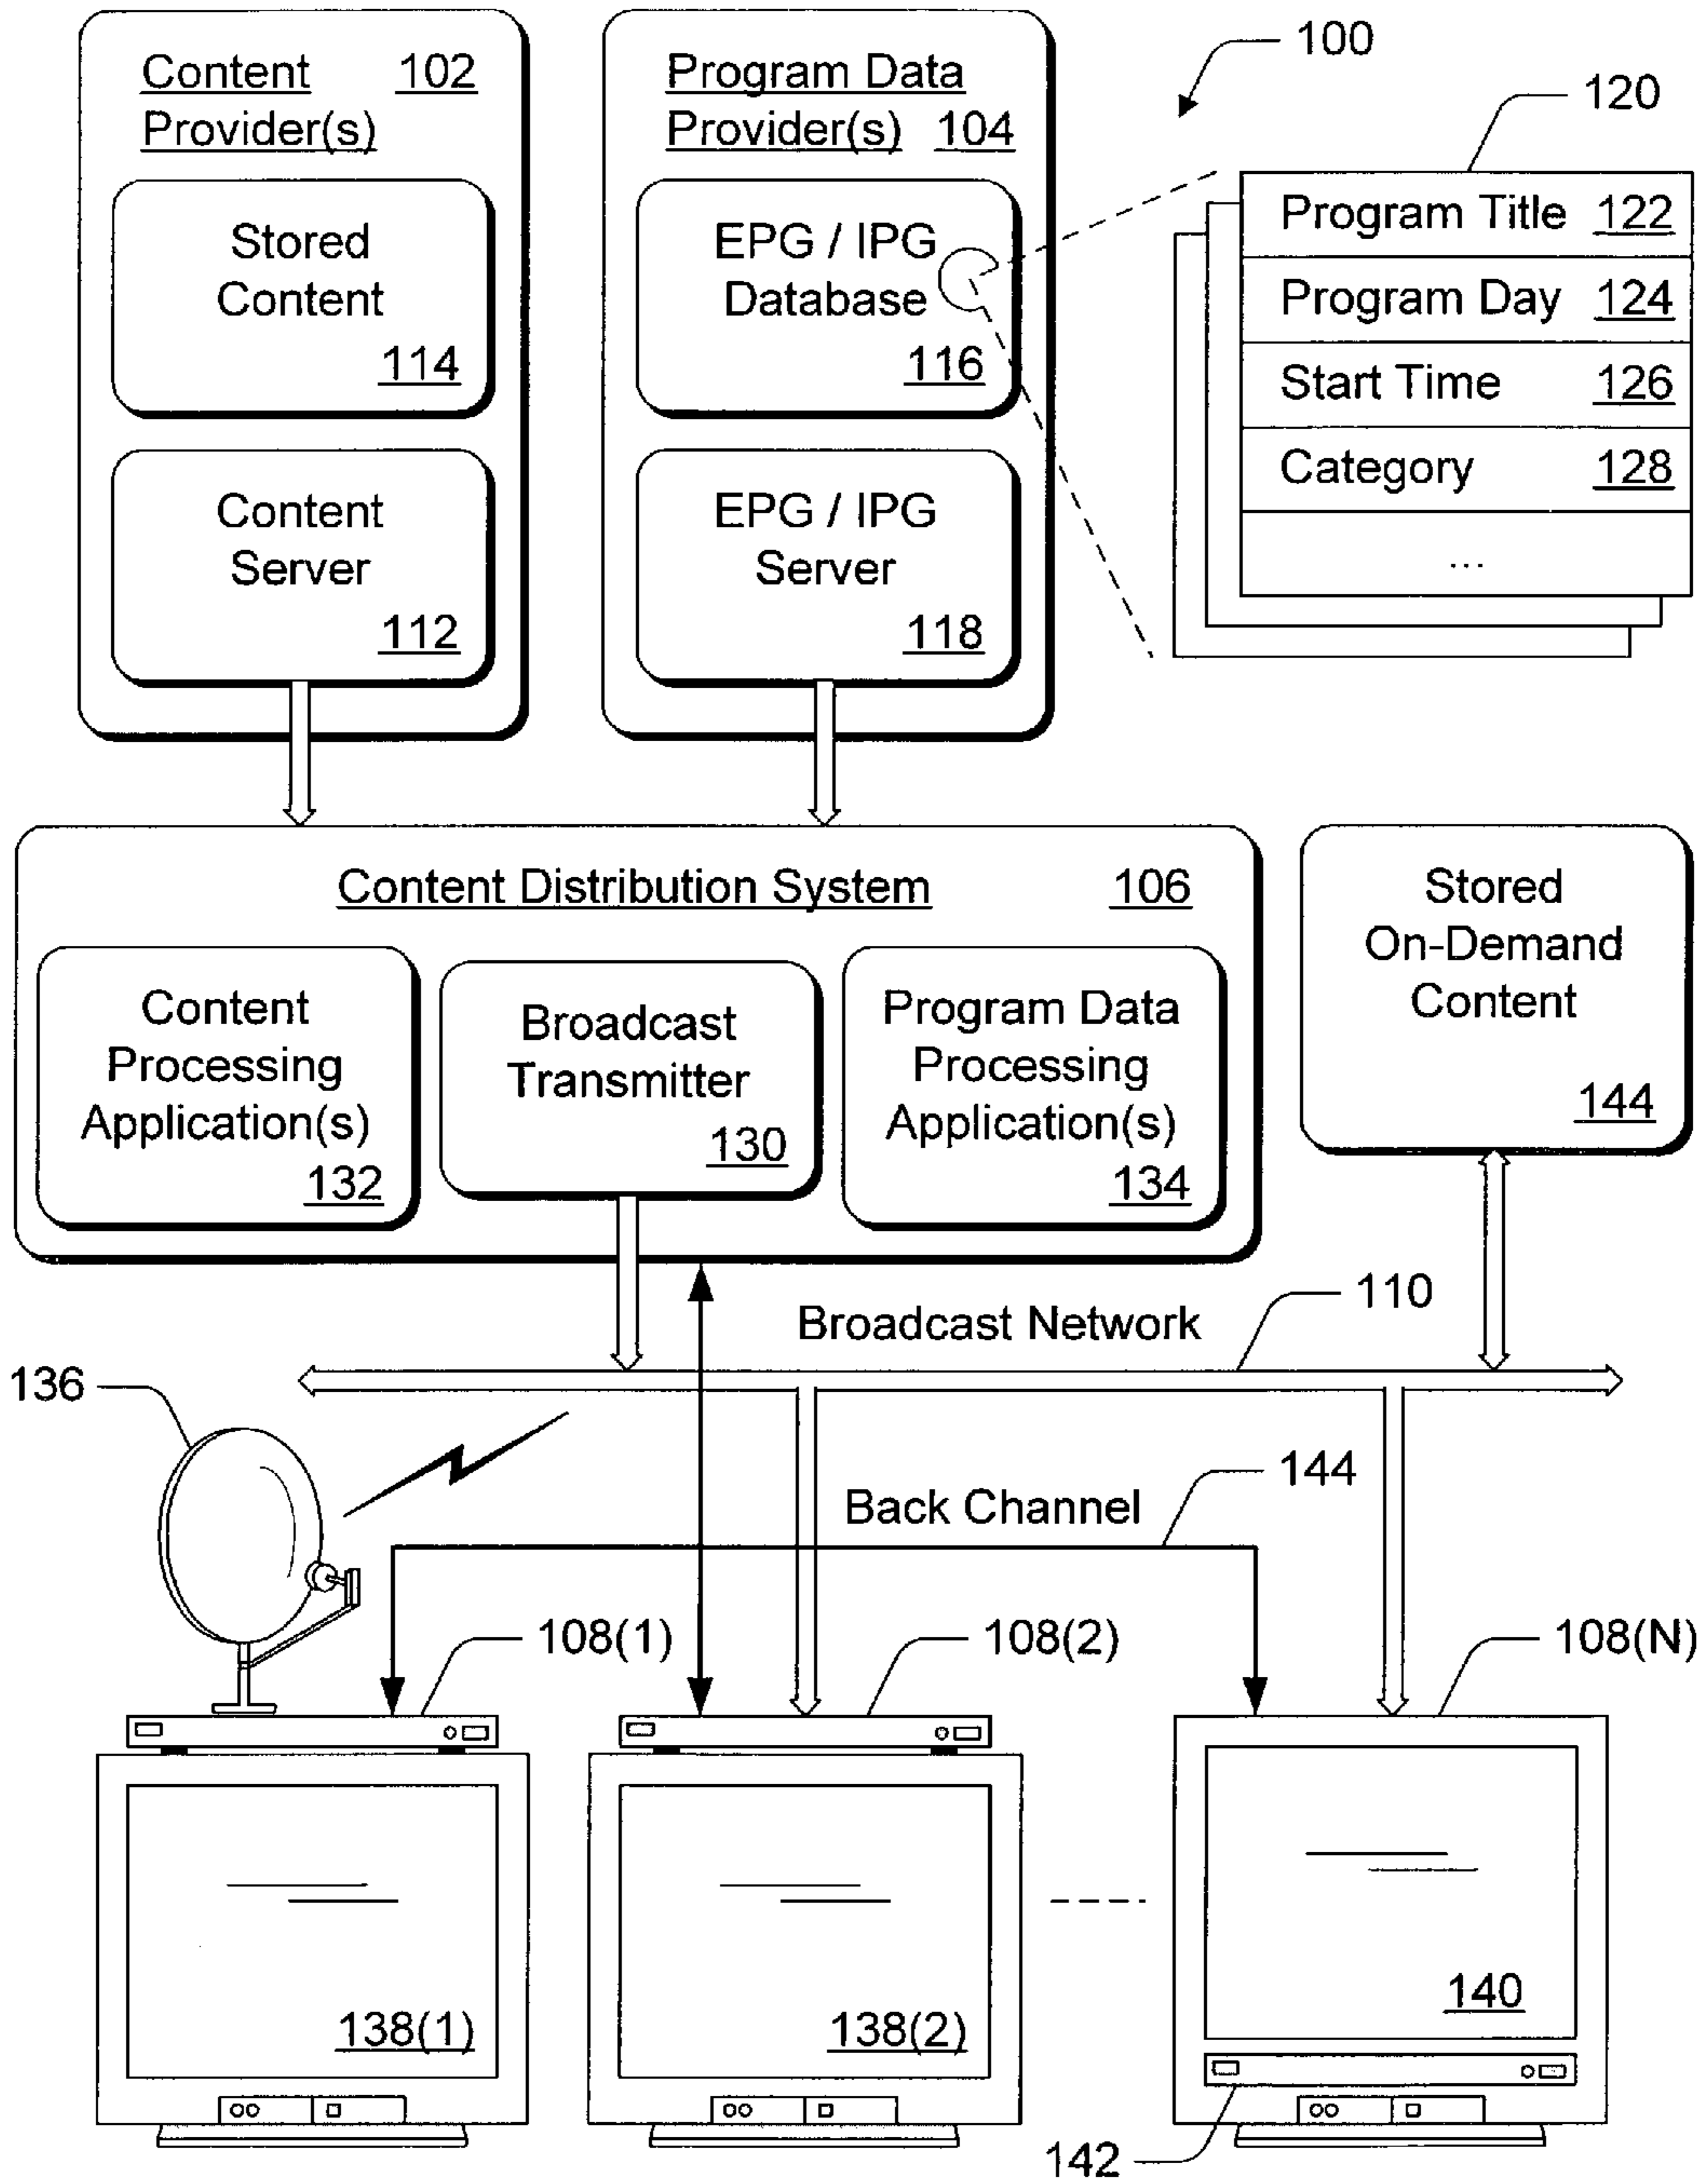 Content 102
Provider(s)
Stored
Content
114
Content
Server
112
Program Data
Provider(s) 104
EPG / IPG
Database
116
EPG / IPG
Server
118
100
120
Program Title 122
Program Day 124
Start Time 126
Category 128
...
Content Distribution System 106
Content
Processing
Application(s)
132
Broadcast
Transmitter
130
Program Data
Processing
Application(s)
134
Stored
On-Demand
Content
144
110
Broadcast Network
136
144
Back Channel
108(1)
108(2)
108(N)
138(1)
138(2)
140
142